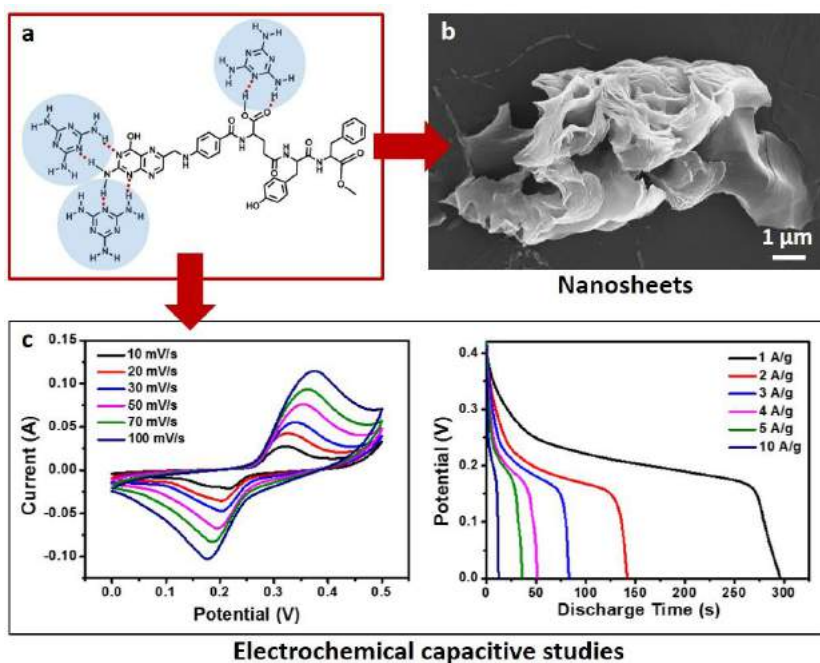 a
b
OH
HO
1 μm
Nanosheets
c
0.15
0.10
0.05
0.00
-0.05
-0.10
Current (A)
10 mV/s
20 mV/s
30 mV/s
50 mV/s
70 mV/s
100 mV/s
0.0 0.1 0.2 0.3 0.4 0.5
Potential (V)
0.4
0.3
0.2
0.1
0.0
Potential (V)
1 A/g
2 A/g
3 A/g
4 A/g
5 A/g
10 A/g
0 50 100 150 200 250 300
Discharge Time (s)
Electrochemical capacitive studies